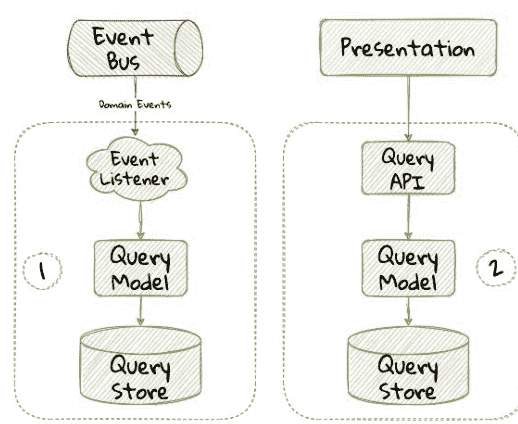 Event
Bus
Domain Events
Event
Listener
1
Query
Model
Query
Store
Presentation
Query
API
Query
Model
2
Query
Store